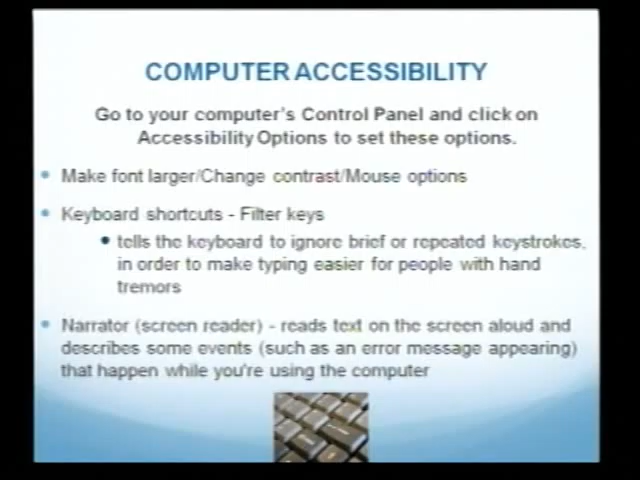 COMPUTER ACCESSIBILITY
Go to your computer's Control Panel and click on
Accessibility Options to set these options.
• Make font larger/Change contrast/Mouse options
• Keyboard shortcuts - Filter keys
• tells the keyboard to ignore brief or repeated keystrokes,
in order to make typing easier for people with hand
tremors
• Narrator (screen reader) - reads text on the screen aloud and
describes some events (such as an error message appearing)
that happen while you're using the computer